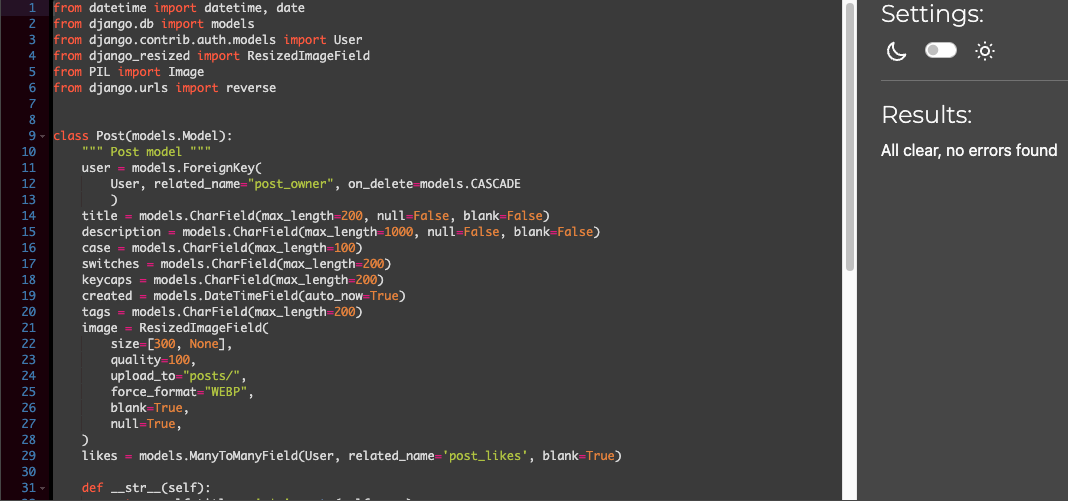 1 from datetime import datetime, date
2 from django.db import models
3 from django.contrib.auth.models import User
4 from django_resized import ResizedImageField
5 from PIL import Image
6 from django.urls import reverse
7
8
9 class Post(models.Model):
10     """ Post model """
11     user = models.ForeignKey(
12         User, related_name="post_owner", on_delete=models.CASCADE
13         )
14     title = models.CharField(max_length=200, null=False, blank=False)
15     description = models.CharField(max_length=1000, null=False, blank=False)
16     case = models.CharField(max_length=100)
17     switches = models.CharField(max_length=200)
18     keycaps = models.CharField(max_length=200)
19     created = models.DateTimeField(auto_now=True)
20     tags = models.CharField(max_length=200)
21     image = ResizedImageField(
22         size=[300, None],
23         quality=100,
24         upload_to="posts/",
25         force_format="WEBP",
26         blank=True,
27         null=True,
28     )
29     likes = models.ManyToManyField(User, related_name='post_likes', blank=True)
30
31     def __str__(self):
Settings:
Results:
All clear, no errors found